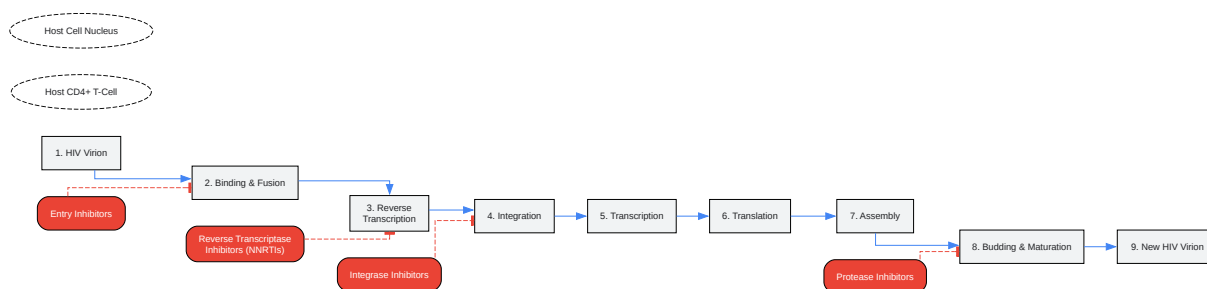 Host Cell Nucleus
Host CD4+ T-Cell
1. HIV Virion
2. Binding & Fusion
Entry Inhibitors
3. Reverse
Transcription
4. Integration
5. Transcription
6. Translation
7. Assembly
Reverse Transcriptase
Inhibitors (NNRTIs)
8. Budding & Maturation
9. New HIV Virion
Integrase Inhibitors
Protease Inhibitors